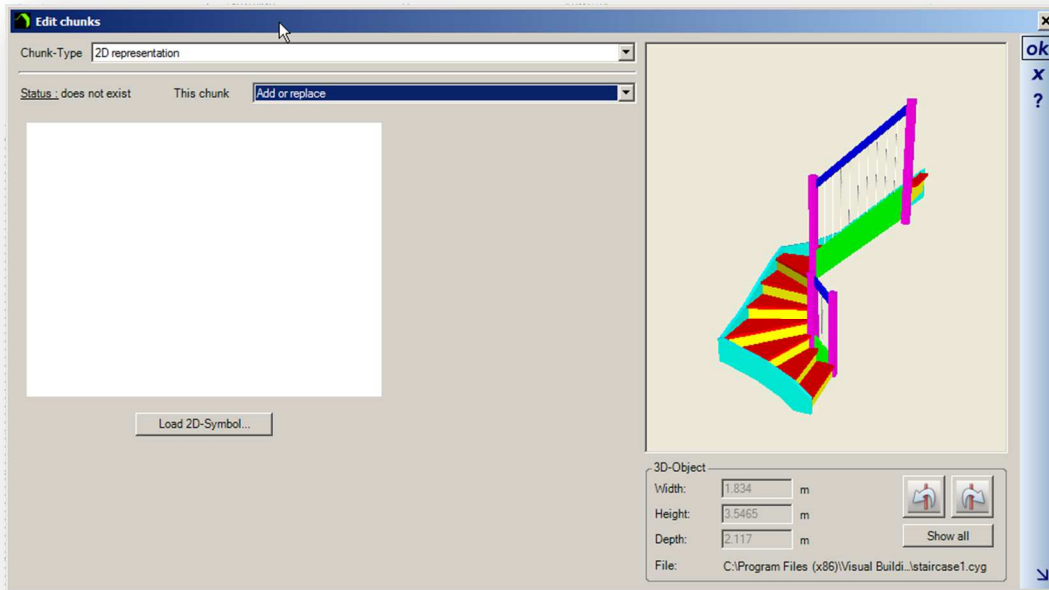 Edit chunks
ok
x
?
Chunk-Type 2D representation
Status : does not exist This chunk Add or replace
Load 2D-Symbol...
3D-Object
Width: 1.834 m
Height: 3.5465 m
Depth: 2.117 m
Show all
File: C:\Program Files (x86)\Visual Buildi...\staircase1.cyg